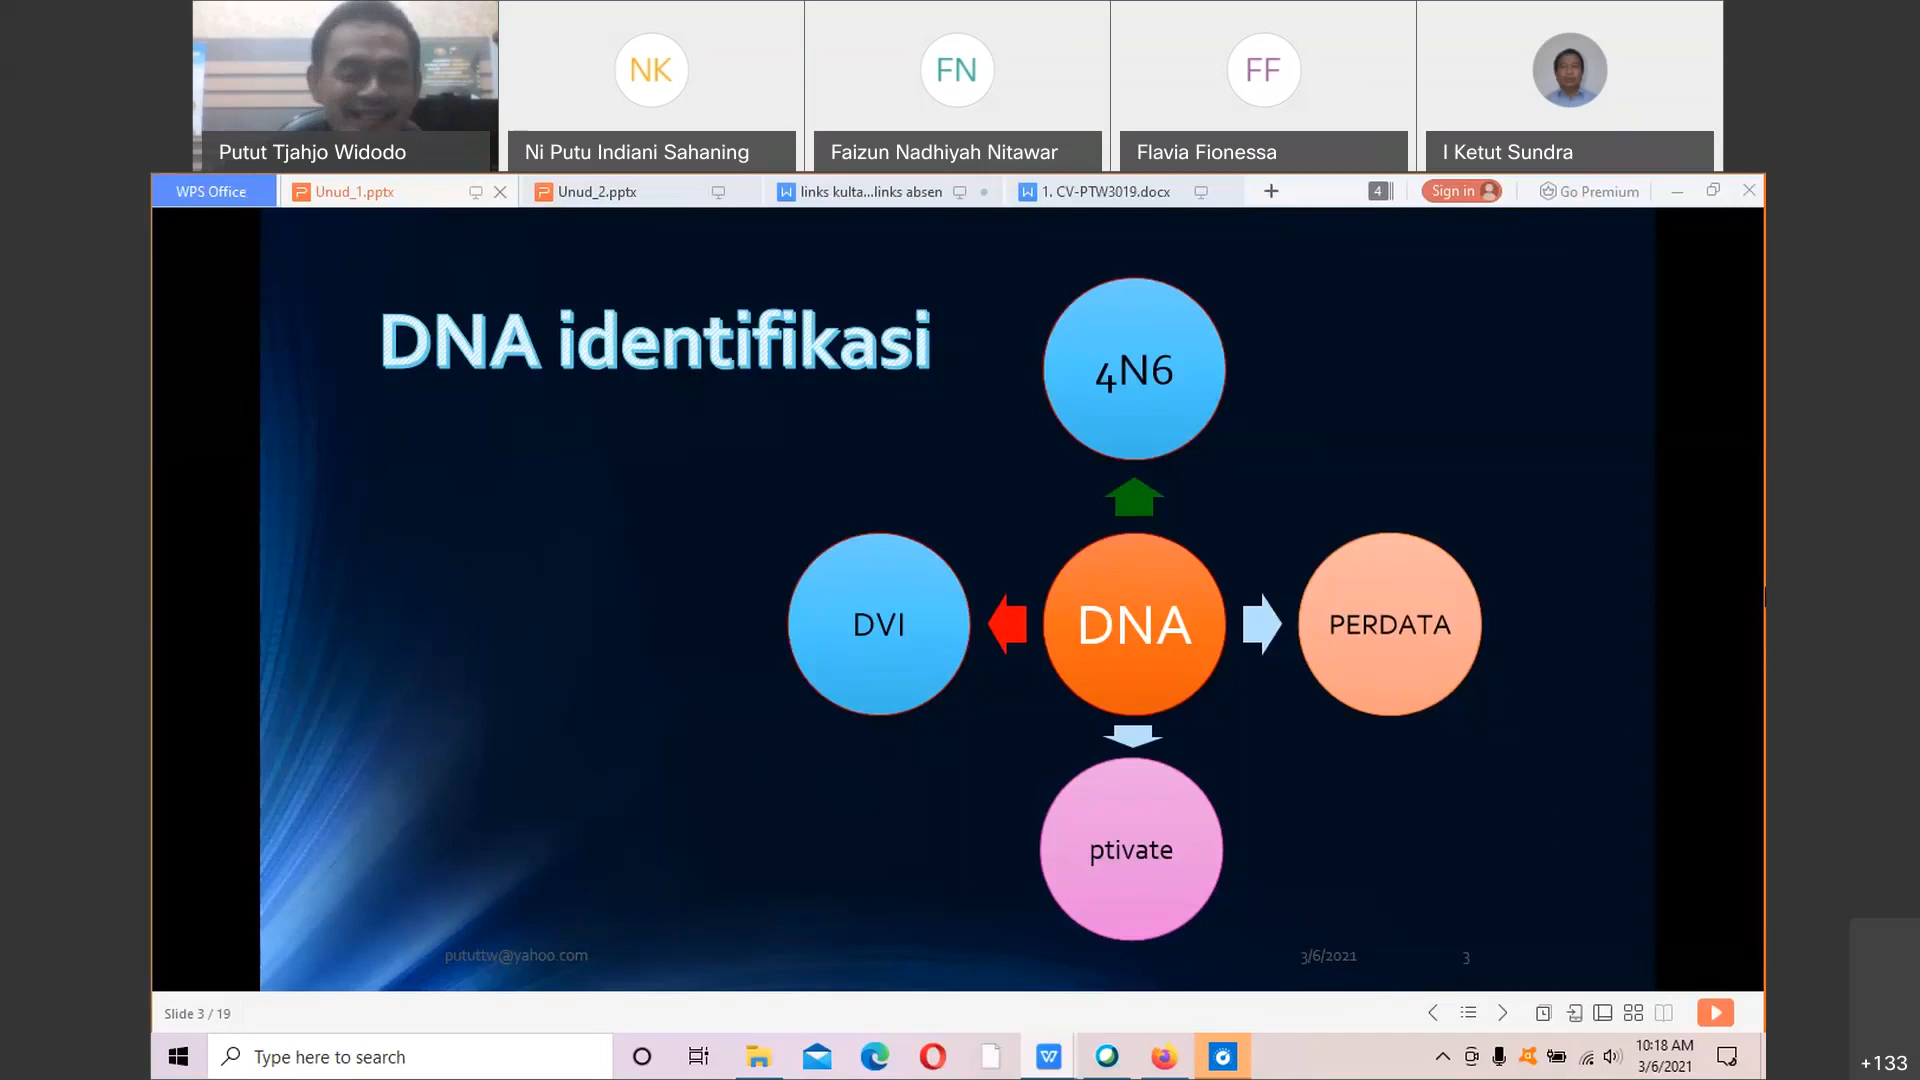 NK
FN
FF
Putut Tjahjo Widodo
Ni Putu Indiani Sahaning
Faizun Nadhiyah Nitawar
Flavia Fionessa
I Ketut Sundra
WPS Office
Unud_1.pptx
Unud_2.pptx
links kulta...links absen
1. CV-PTW3019.docx
4
Sign in
Go Premium
DNA identifikasi
4N6
DVI
DNA
PERDATA
ptivate
pututtw@yahoo.com
3/6/2021
3
Slide 3 / 19
Type here to search
10:18 AM
3/6/2021
+133